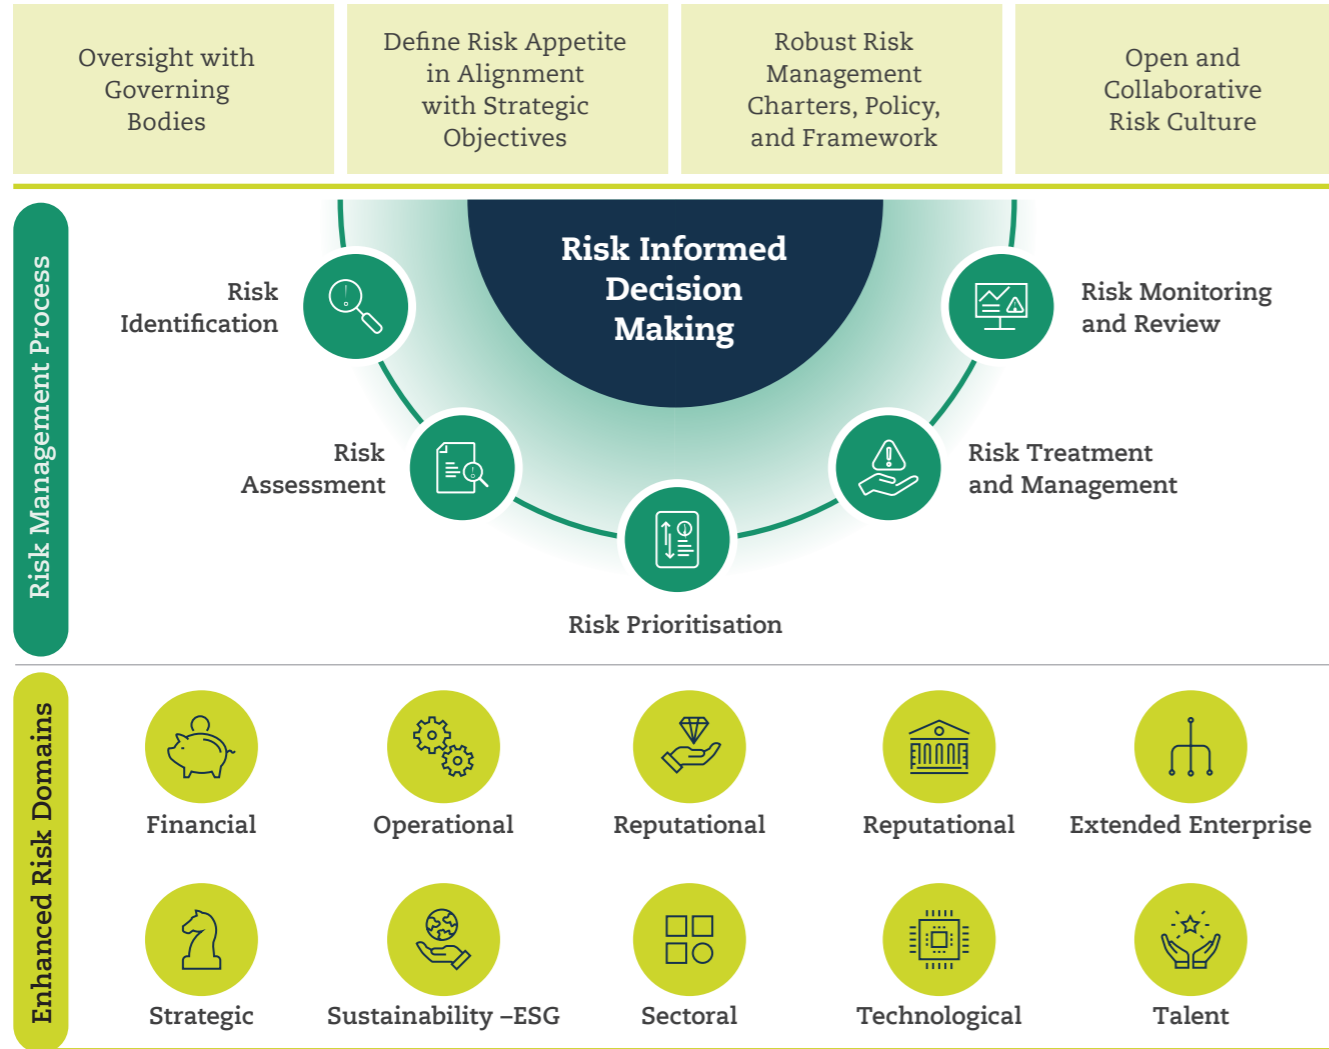 Oversight with
Governing
Bodies
Define Risk Appetite
in Alignment
with Strategic
Objectives
Robust Risk
Management
Charters, Policy,
and Framework
Open and
Collaborative
Risk Culture
Risk Management Process
Risk Informed
Decision
Making
Risk
Identification
Risk
Assessment
Risk Prioritisation
Risk Treatment
and Management
Risk Monitoring
and Review
Enhanced Risk Domains
Financial
Operational
Reputational
Reputational
Extended Enterprise
Strategic
Sustainability –ESG
Sectoral
Technological
Talent